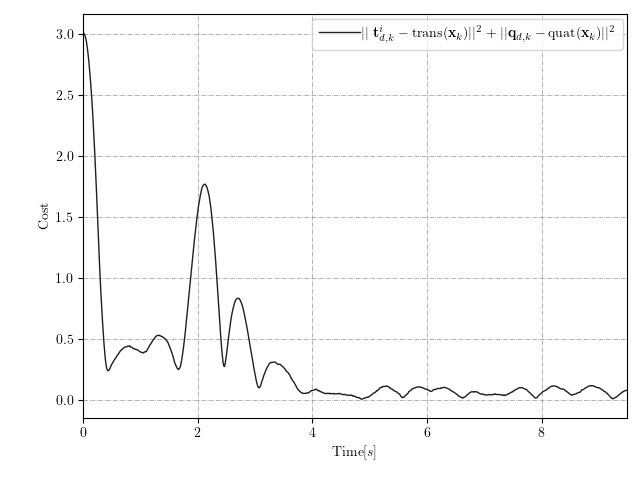 || t^i_{d,k} − trans(x_k)||^2 + ||q_{d,k} − quat(x_k)||^2
3.0
2.5
2.0
1.5
1.0
0.5
0.0
Cost
0 2 4 6 8
Time[s]